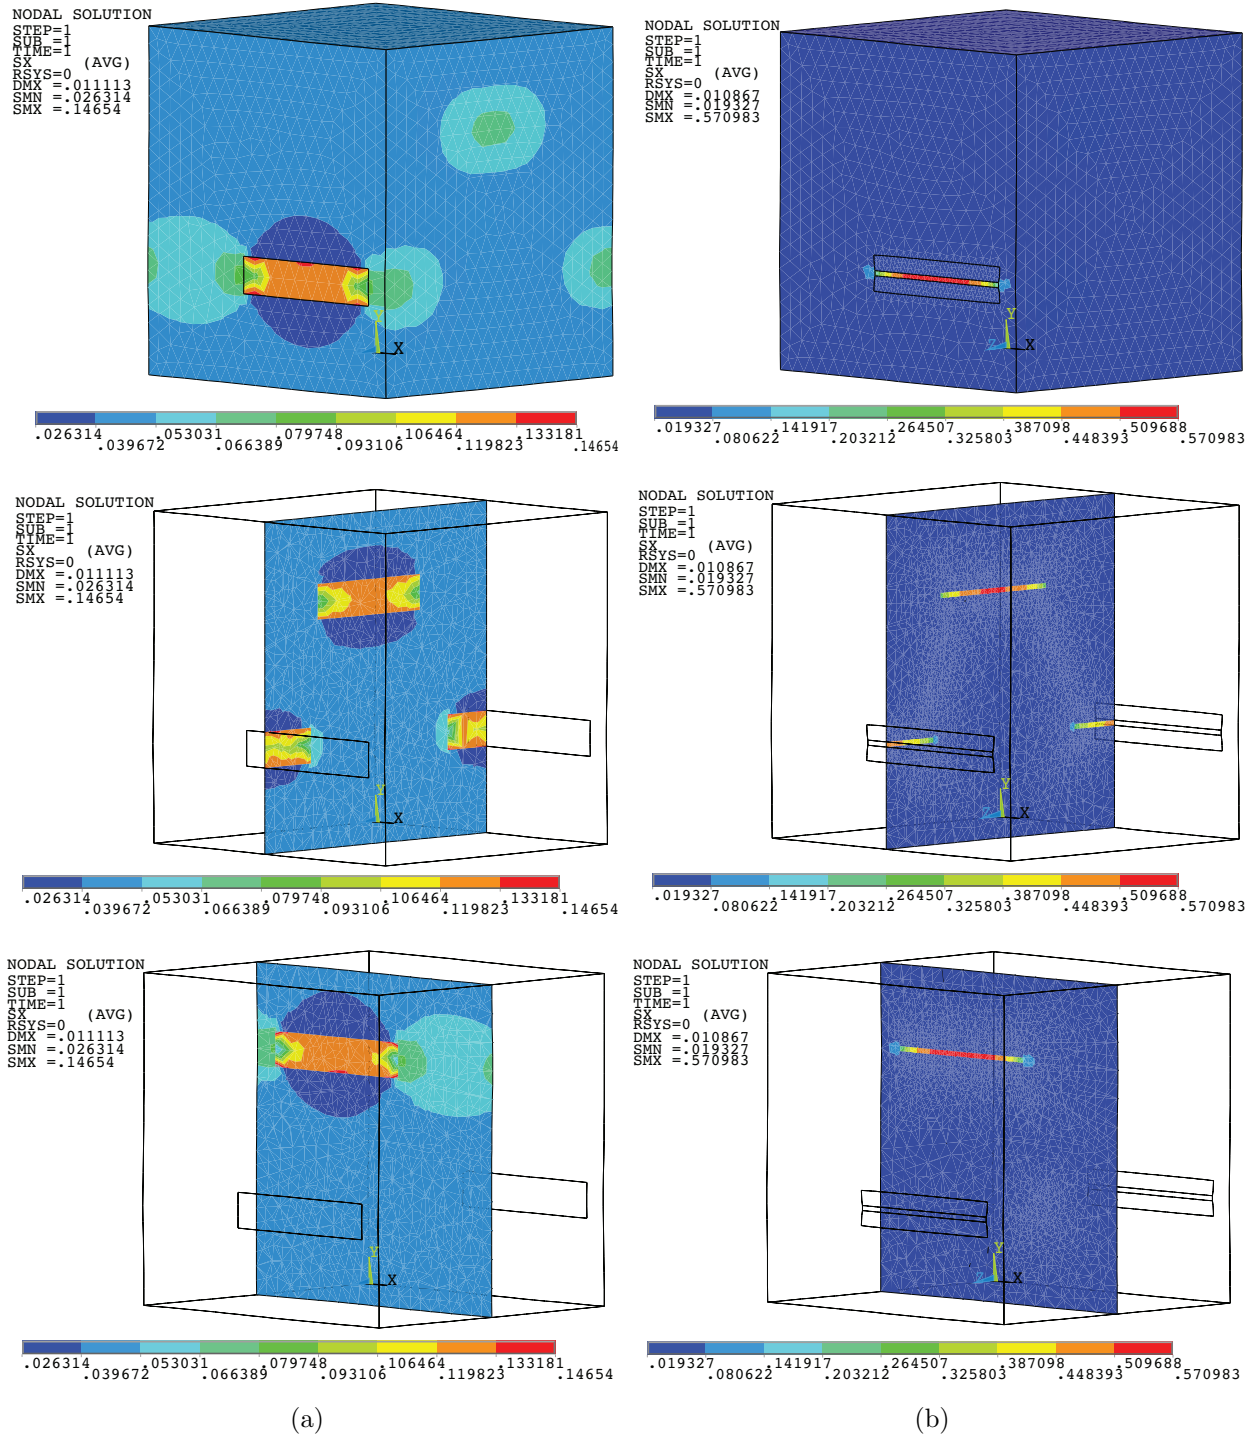 NODAL SOLUTION
STEP=1
SUB =1
TIME=1
SX (AVG)
RSYS=0
DMX =.011113
SMN =.026314
SMX =.14654
Y
X
.026314 .053031 .079748 .106464 .133181
.039672 .066389 .093106 .119823 .14654
NODAL SOLUTION
STEP=1
SUB =1
TIME=1
SX (AVG)
RSYS=0
DMX =.010867
SMN =.019327
SMX =.570983
Y
Z X
.019327 .141917 .264507 .387098 .509688
.080622 .203212 .325803 .448393 .570983
NODAL SOLUTION
STEP=1
SUB =1
TIME=1
SX (AVG)
RSYS=0
DMX =.011113
SMN =.026314
SMX =.14654
Y
X
.026314 .053031 .079748 .106464 .133181
.039672 .066389 .093106 .119823 .14654
NODAL SOLUTION
STEP=1
SUB =1
TIME=1
SX (AVG)
RSYS=0
DMX =.010867
SMN =.019327
SMX =.570983
Y
Z X
.019327 .141917 .264507 .387098 .509688
.080622 .203212 .325803 .448393 .570983
NODAL SOLUTION
STEP=1
SUB =1
TIME=1
SX (AVG)
RSYS=0
DMX =.011113
SMN =.026314
SMX =.14654
Y
X
.026314 .053031 .079748 .106464 .133181
.039672 .066389 .093106 .119823 .14654
(a)
NODAL SOLUTION
STEP=1
SUB =1
TIME=1
SX (AVG)
RSYS=0
DMX =.010867
SMN =.019327
SMX =.570983
Y
Z X
.019327 .141917 .264507 .387098 .509688
.080622 .203212 .325803 .448393 .570983
(b)